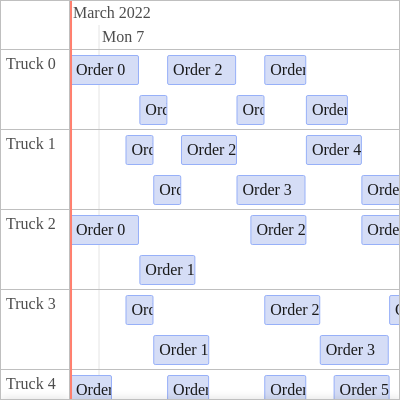 March 2022
Mon 7
Truck 0
Order 0
Order 2
Order
Ord
Ord
Order
Truck 1
Ord
Order 2
Order 4
Ord
Order 3
Orde
Truck 2
Order 0
Order 2
Orde
Order 1
Truck 3
Ord
Order 2
Order 1
Order 3
Truck 4
Order
Order
Order
Order 5